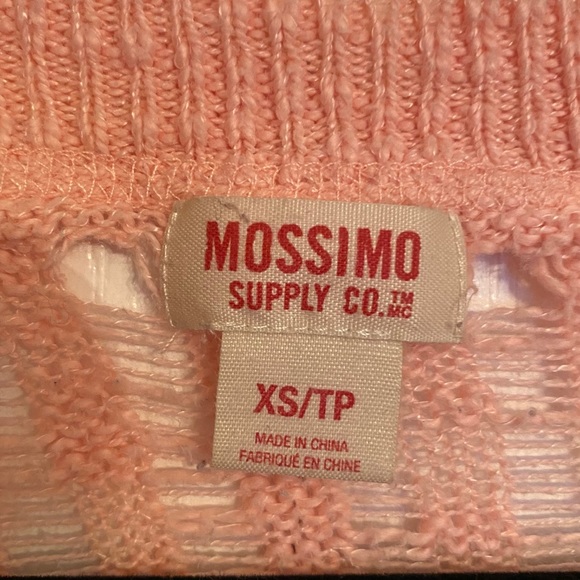 MOSSIMO
SUPPLY CO.™ MC
XS/TP
MADE IN CHINA
FABRIQUÉ EN CHINE